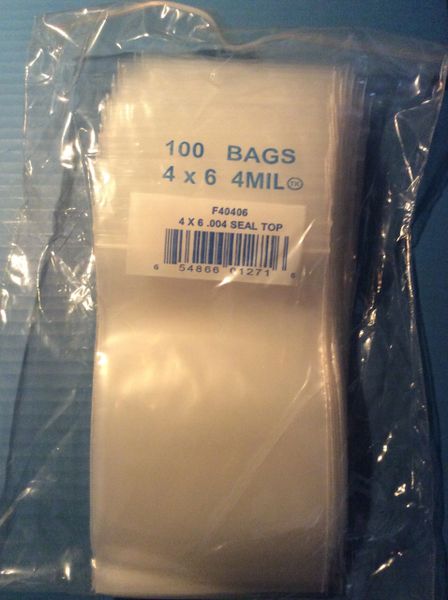 100 BAGS
4 x 6 4MIL
F40406
4 X 6 .004 SEAL TOP
6 54866 01271 6